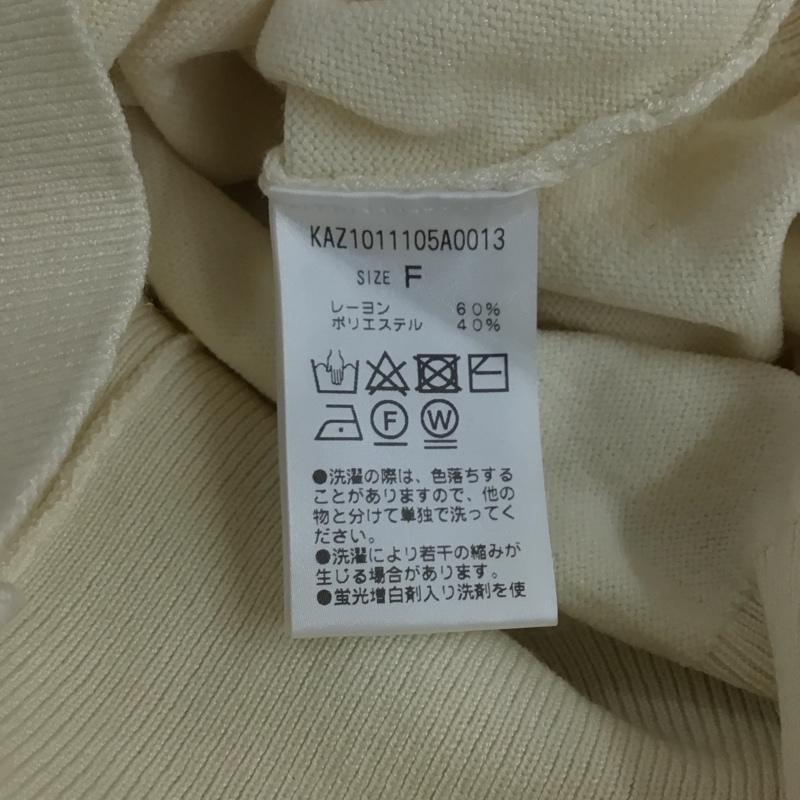 KAZ1011105A0013
SIZE F
レーヨン 60%
ポリエステル 40%
F W
●洗濯の際は、色落ちする
ことがありますので、他の
物と分けて単独で洗ってく
ださい。
●洗濯により若干の縮みが
生じる場合があります。
●蛍光増白剤入り洗剤を使